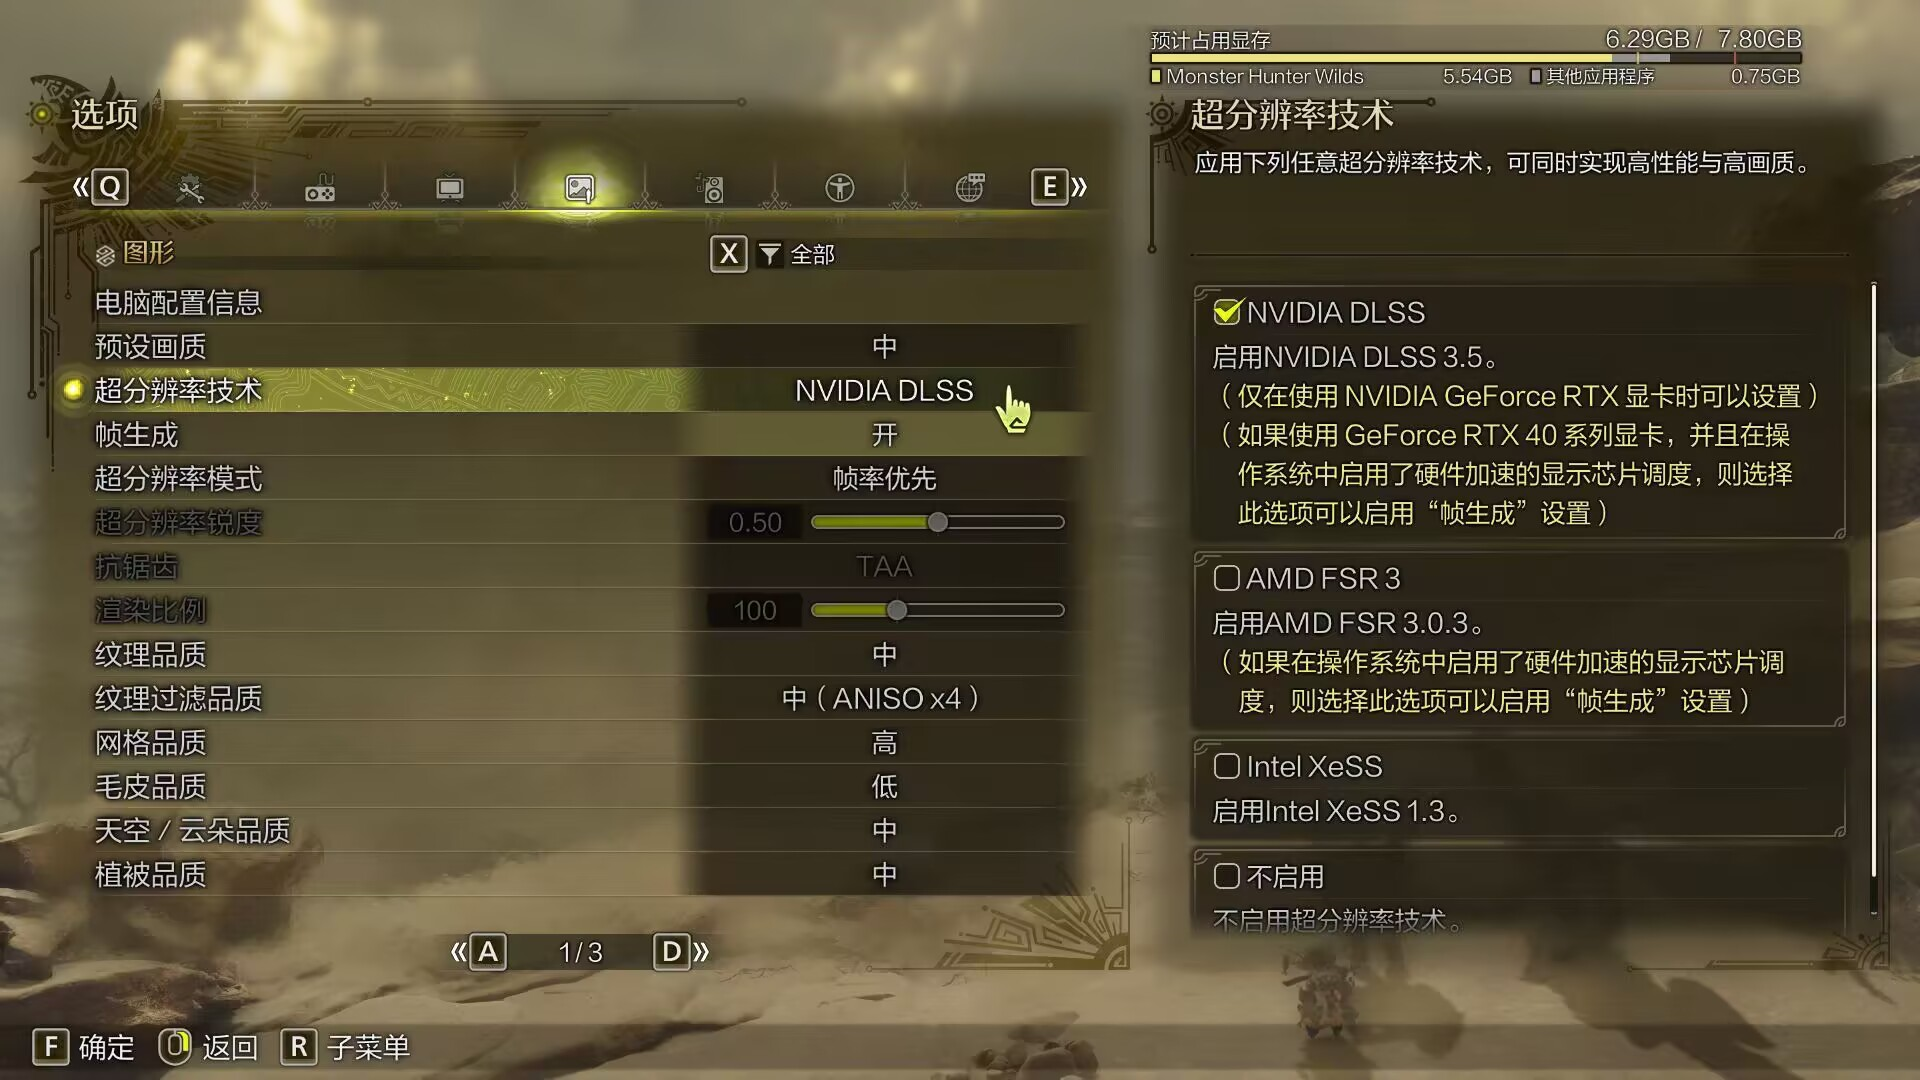 预计占用显存 6.29GB / 7.80GB
Monster Hunter Wilds 5.54GB 其他应用程序 0.75GB
选项
Q
E
图形
X 全部
电脑配置信息
预设画质 中
超分辨率技术 NVIDIA DLSS
帧生成 开
超分辨率模式 帧率优先
超分辨率锐度 0.50
抗锯齿 TAA
渲染比例 100
纹理品质 中
纹理过滤品质 中（ANISO x4）
网格品质 高
毛皮品质 低
天空／云朵品质 中
植被品质 中
A 1/3 D
超分辨率技术
应用下列任意超分辨率技术，可同时实现高性能与高画质。
NVIDIA DLSS
启用NVIDIA DLSS 3.5。
（仅在使用 NVIDIA GeForce RTX 显卡时可以设置）
（如果使用 GeForce RTX 40 系列显卡，并且在操
作系统中启用了硬件加速的显示芯片调度，则选择
此选项可以启用“帧生成”设置）
AMD FSR 3
启用AMD FSR 3.0.3。
（如果在操作系统中启用了硬件加速的显示芯片调
度，则选择此选项可以启用“帧生成”设置）
Intel XeSS
启用Intel XeSS 1.3。
不启用
不启用超分辨率技术。
F 确定 返回 R 子菜单